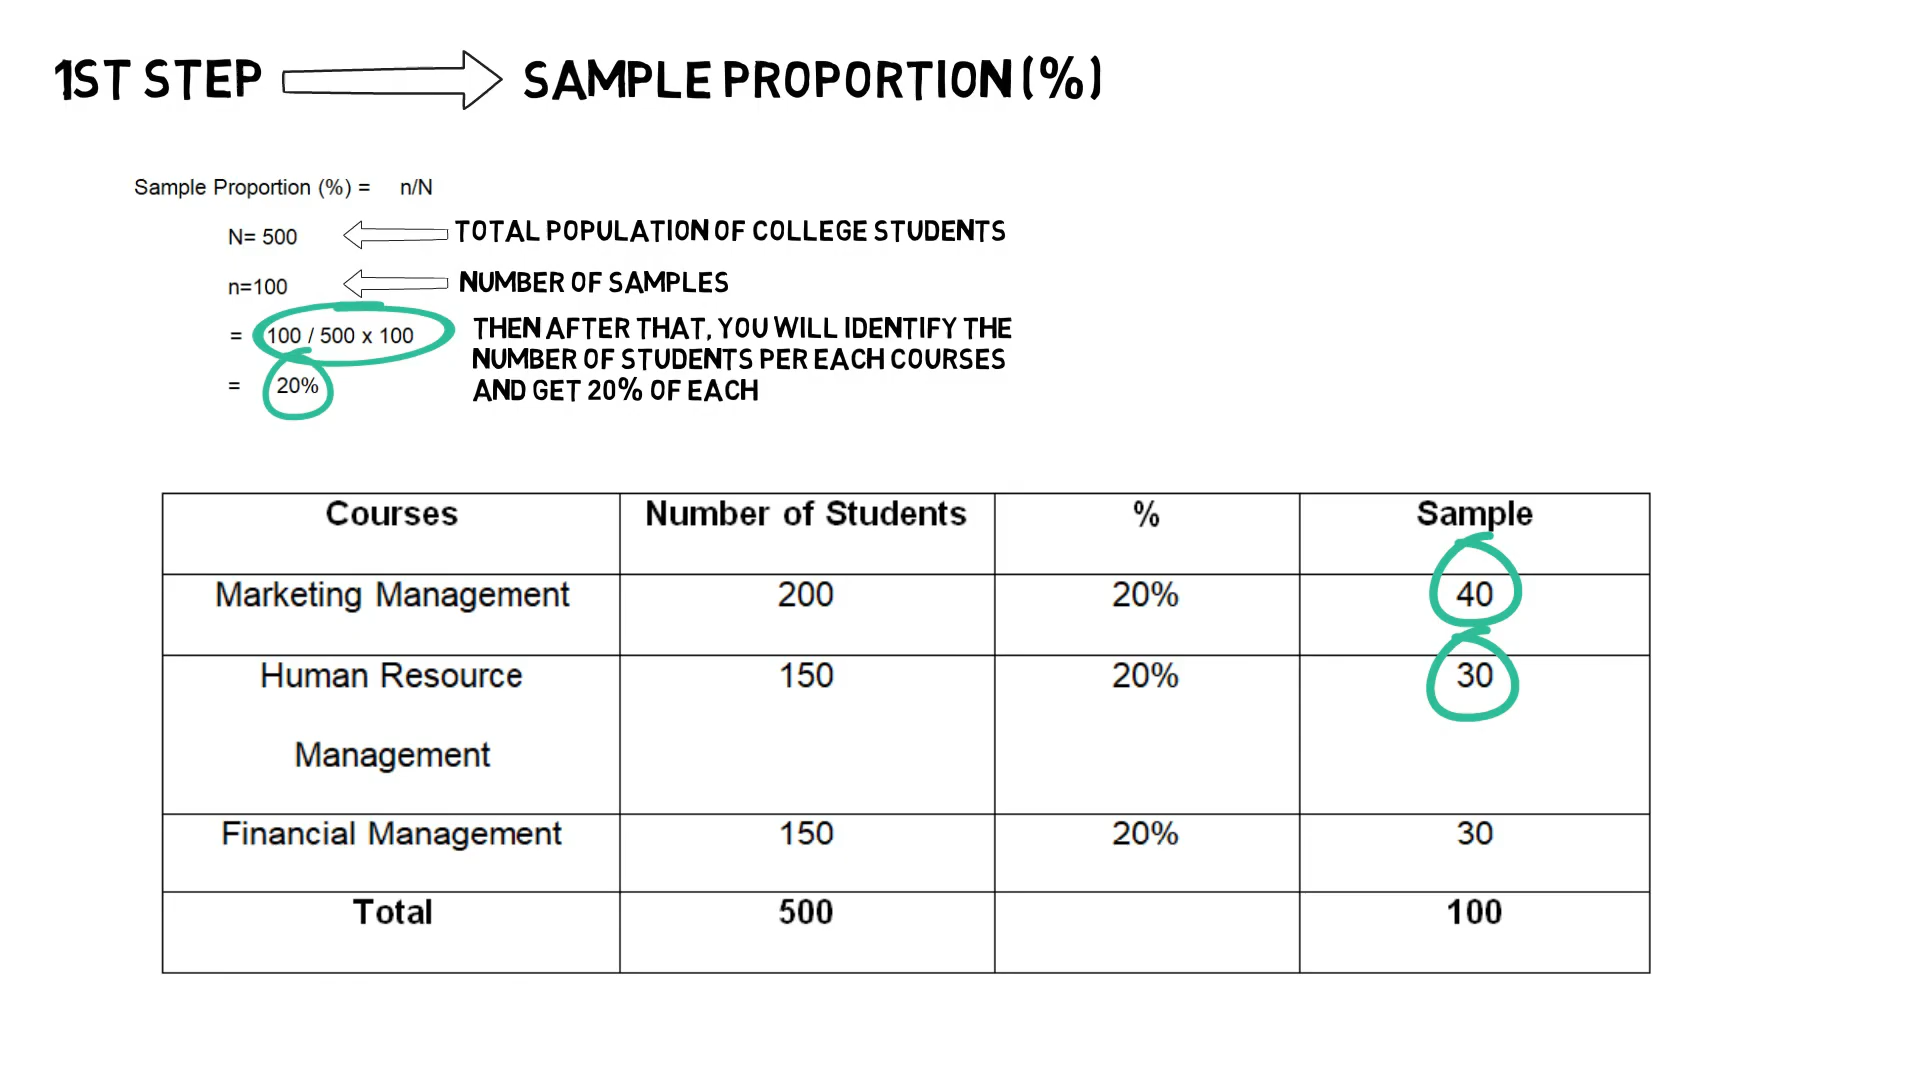 1ST STEP SAMPLE PROPORTION (%)
Sample Proportion (%) = n/N
N= 500 TOTAL POPULATION OF COLLEGE STUDENTS
n=100 NUMBER OF SAMPLES
= 100 / 500 x 100
= 20%
THEN AFTER THAT, YOU WILL IDENTIFY THE
NUMBER OF STUDENTS PER EACH COURSES
AND GET 20% OF EACH
Courses Number of Students % Sample
Marketing Management 200 20% 40
Human Resource 150 20% 30
Management
Financial Management 150 20% 30
Total 500 100